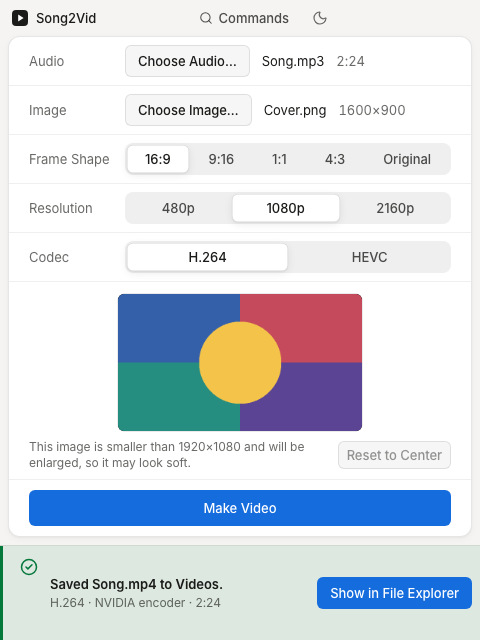 Song2Vid
Commands
Audio
Choose Audio...
Song.mp3
2:24
Image
Choose Image...
Cover.png
1600×900
Frame Shape
16:9
9:16
1:1
4:3
Original
Resolution
480p
1080p
2160p
Codec
H.264
HEVC
This image is smaller than 1920×1080 and will be
enlarged, so it may look soft.
Reset to Center
Make Video
Saved Song.mp4 to Videos.
H.264 · NVIDIA encoder · 2:24
Show in File Explorer